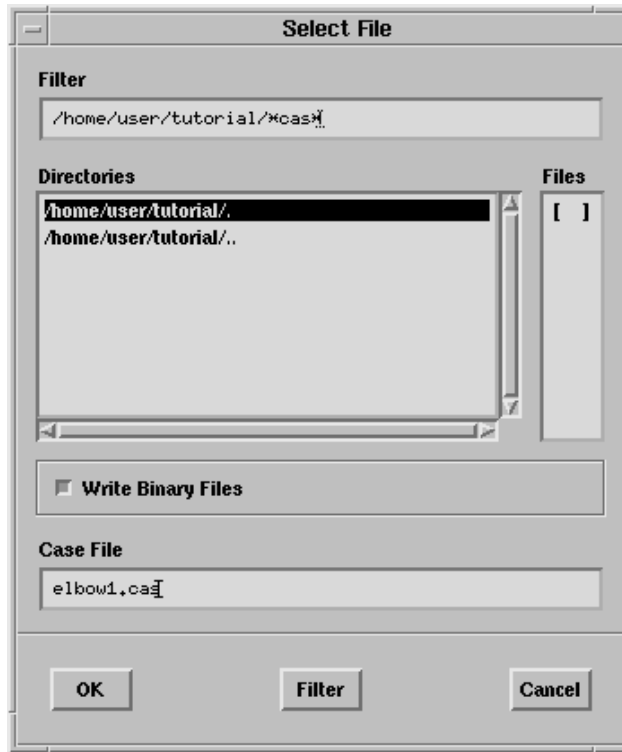 Select File
Filter
/home/user/tutorial/*cas*
Directories
Files
/home/user/tutorial/.
[ ]
/home/user/tutorial/..
Write Binary Files
Case File
elbow1.cas
OK
Filter
Cancel